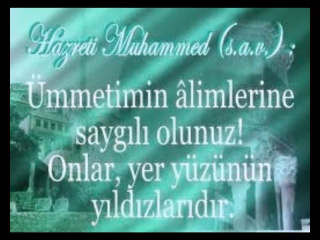 Hazreti Muhammed (s.a.v.) :
Ümmetimin âlimlerine
saygılı olunuz!
Onlar, yer yüzünün
yıldızlarıdır.